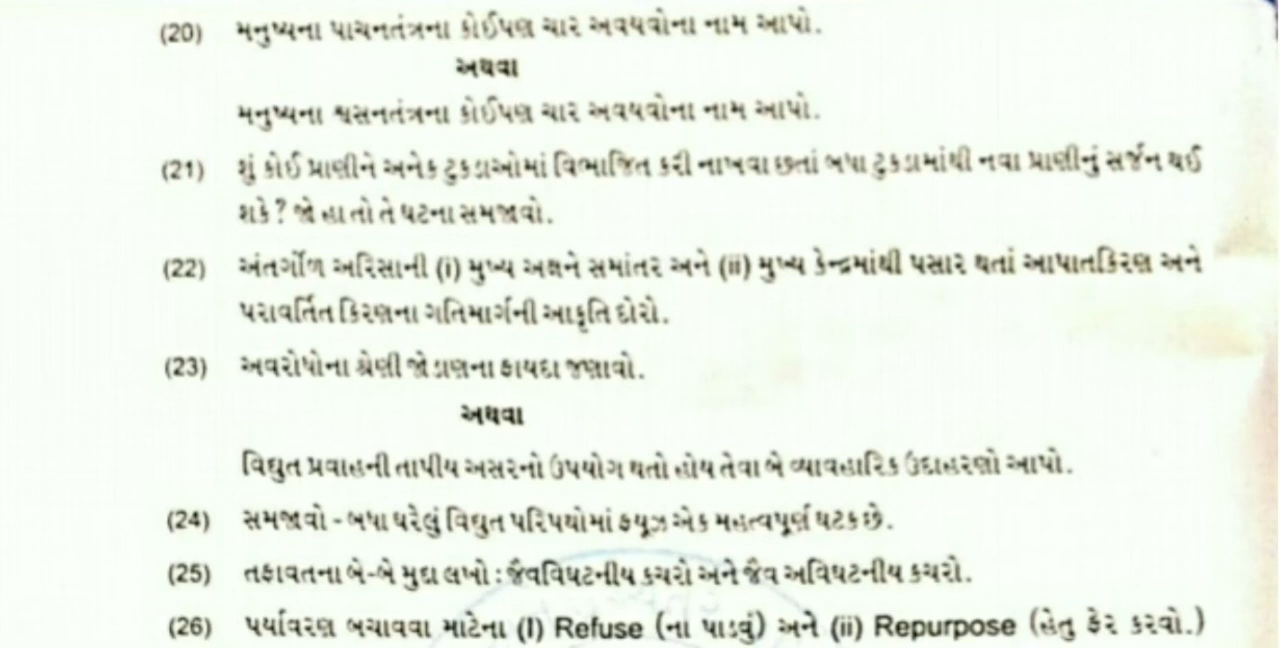 (20) મનુષ્યના પાચનતંત્રના કોઈપણ ચાર અવયવોના નામ આપો.
અથવા
મનુષ્યના શ્વસનતંત્રના કોઈપણ ચાર અવયવોના નામ આપો.
(21) શું કોઈ પ્રાણીને અનેક ટુકડાઓમાં વિભાજિત કરી નાખવા છતાં બધા ટુકડામાંથી નવા પ્રાણીનું સર્જન થઈ
શકે? જો હા તો તે ઘટના સમજાવો.
(22) અંતર્ગોળ અરિસાની (i) મુખ્ય અક્ષને સમાંતર અને (ii) મુખ્ય કેન્દ્રમાંથી પસાર થતાં આપાતકિરણ અને
પરાવર્તિત કિરણના ગતિમાર્ગની આકૃતિ દોરો.
(23) અવરોધોના શ્રેણી જોડાણના ફાયદા જણાવો.
અથવા
વિદ્યુત પ્રવાહની તાપીય અસરનો ઉપયોગ થતો હોય તેવા બે વ્યાવહારિક ઉદાહરણો આપો.
(24) સમજાવો - બધા ઘરેલું વિદ્યુત પરિપથોમાં ફયૂઝ એક મહત્વપૂર્ણ ઘટક છે.
(25) તફાવતના બે-બે મુદ્દા લખો : જૈવવિઘટનીય કચરો અને જૈવ અવિઘટનીય કચરો.
(26) પર્યાવરણ બચાવવા માટેના (I) Refuse (ના પાડવું) અને (ii) Repurpose (હેતુ ફેર કરવો.)